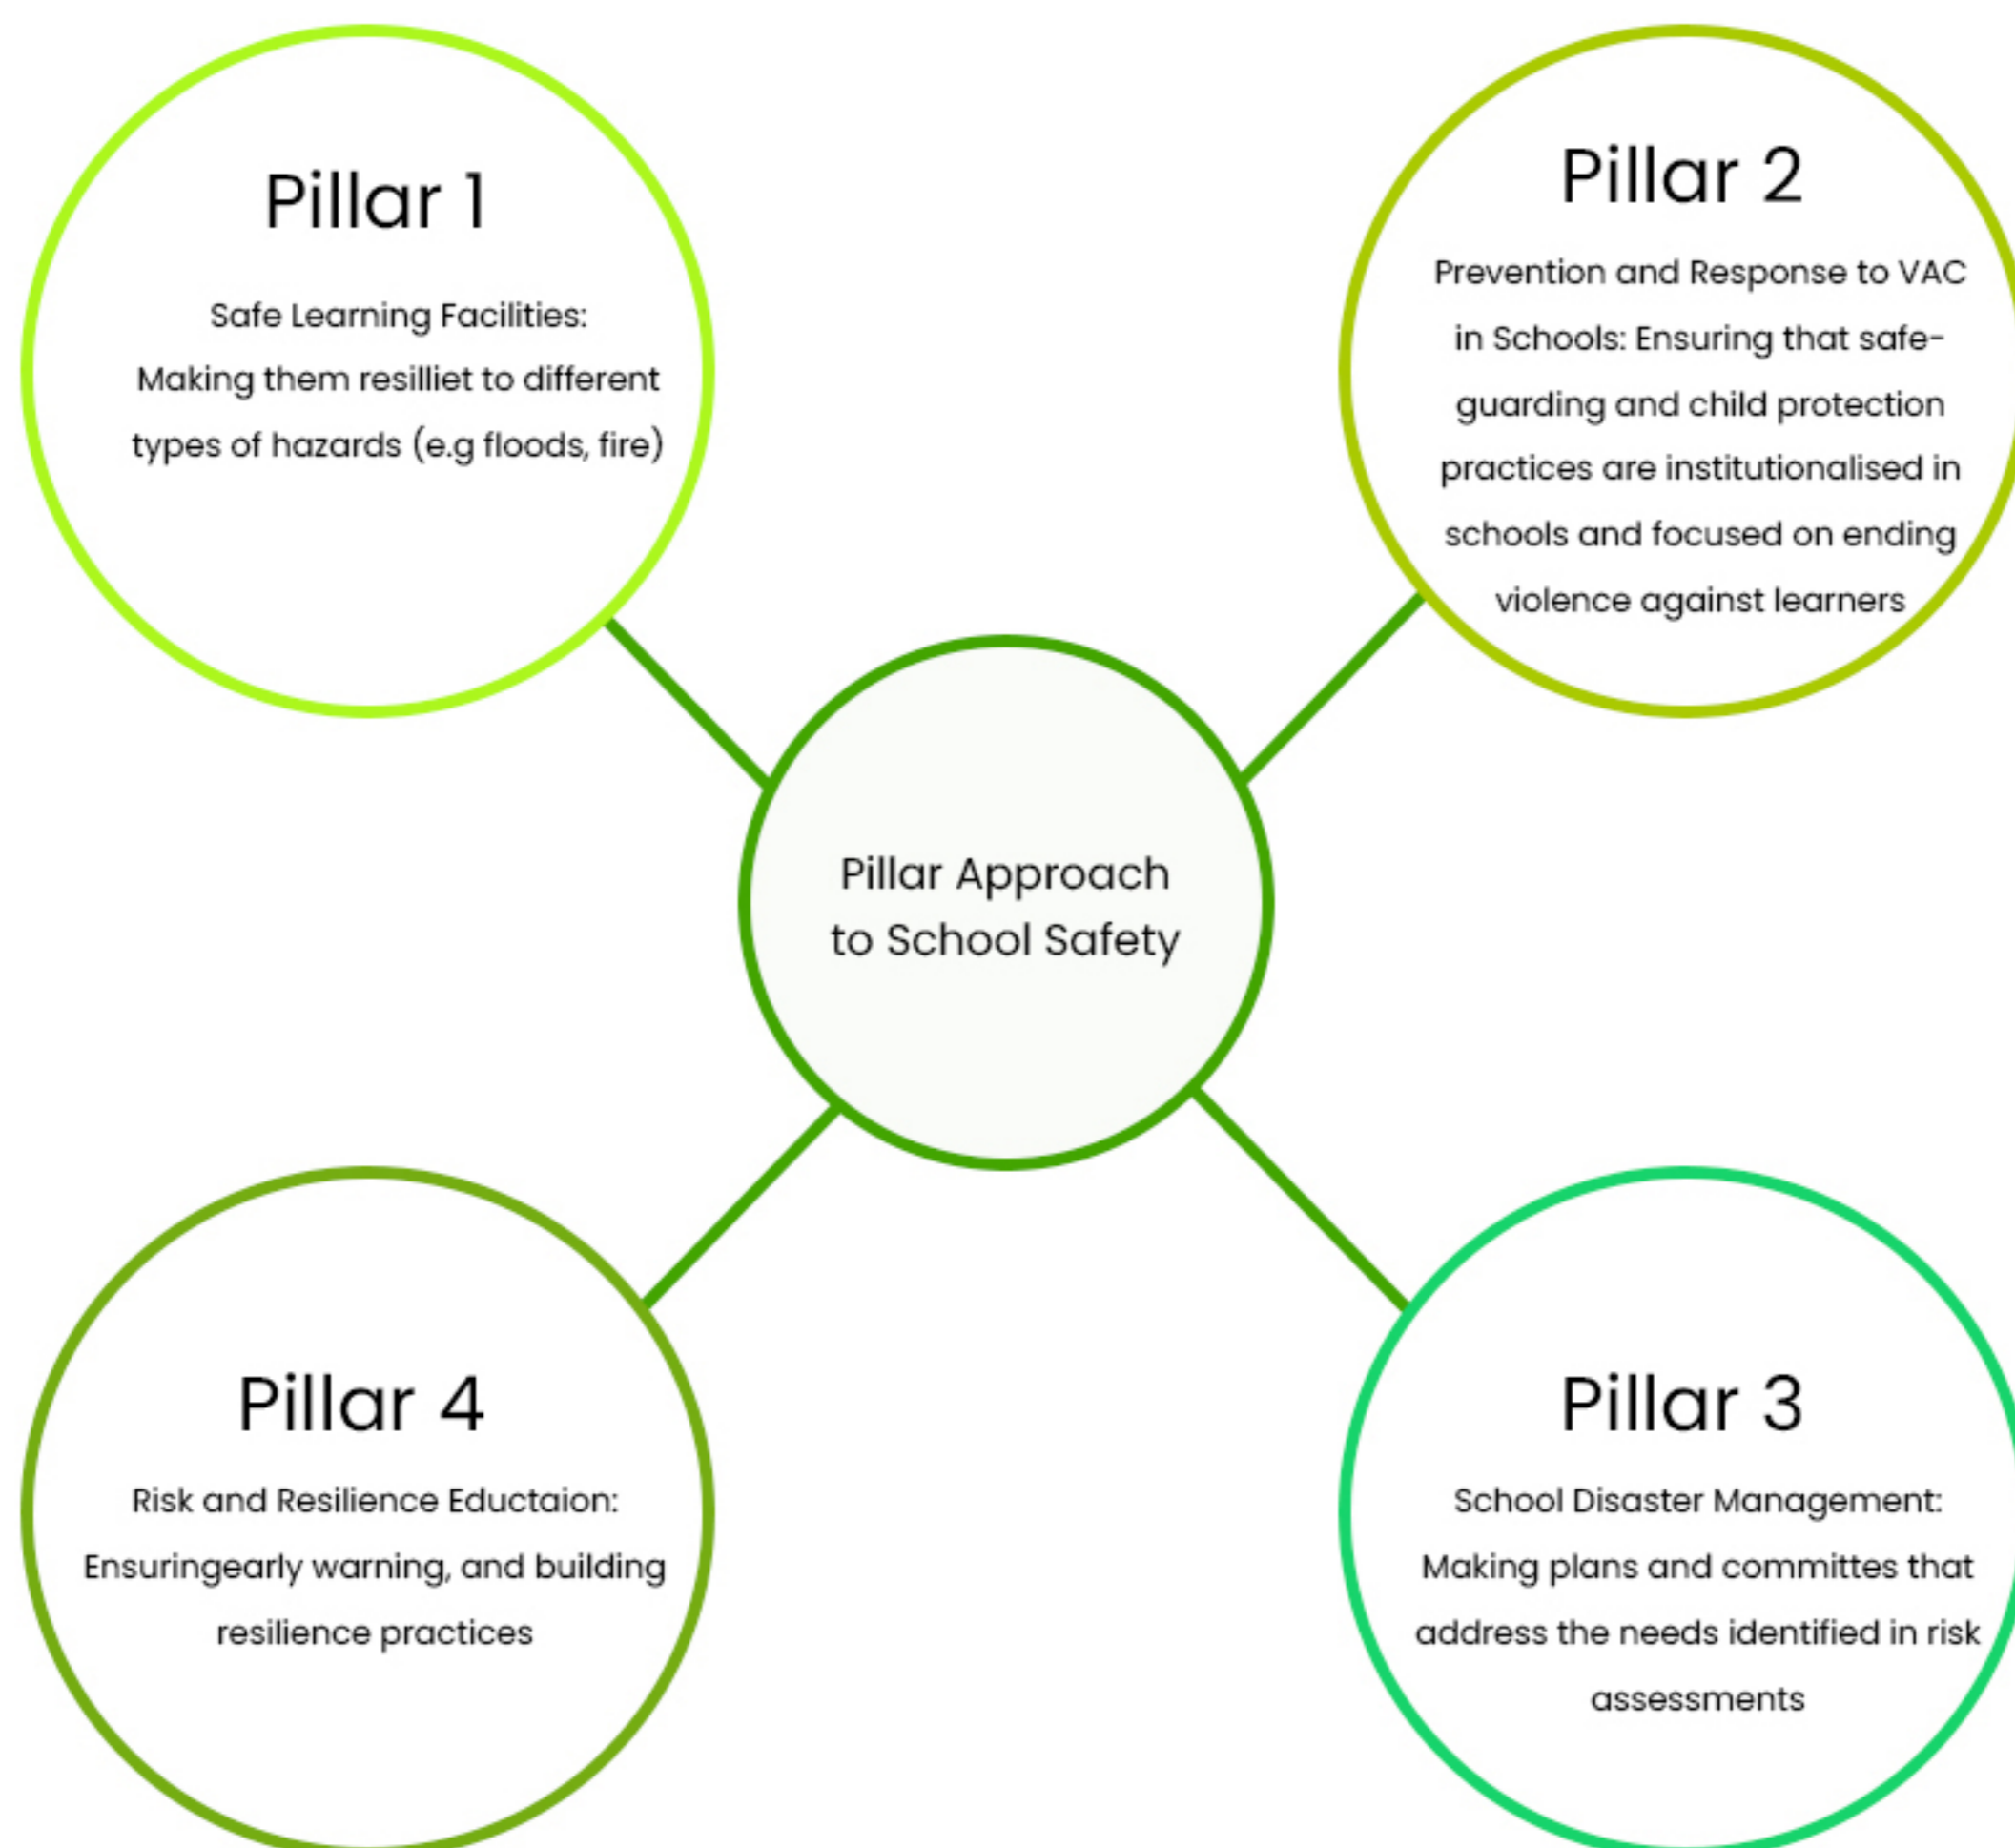 Pillar 1
Safe Learning Facilities:
Making them resilliet to different
types of hazards (e.g floods, fire)
Pillar 2
Prevention and Response to VAC
in Schools: Ensuring that safe-
guarding and child protection
practices are institutionalised in
schools and focused on ending
violence against learners
Pillar Approach
to School Safety
Pillar 4
Risk and Resilience Eductaion:
Ensuringearly warning, and building
resilience practices
Pillar 3
School Disaster Management:
Making plans and committes that
address the needs identified in risk
assessments